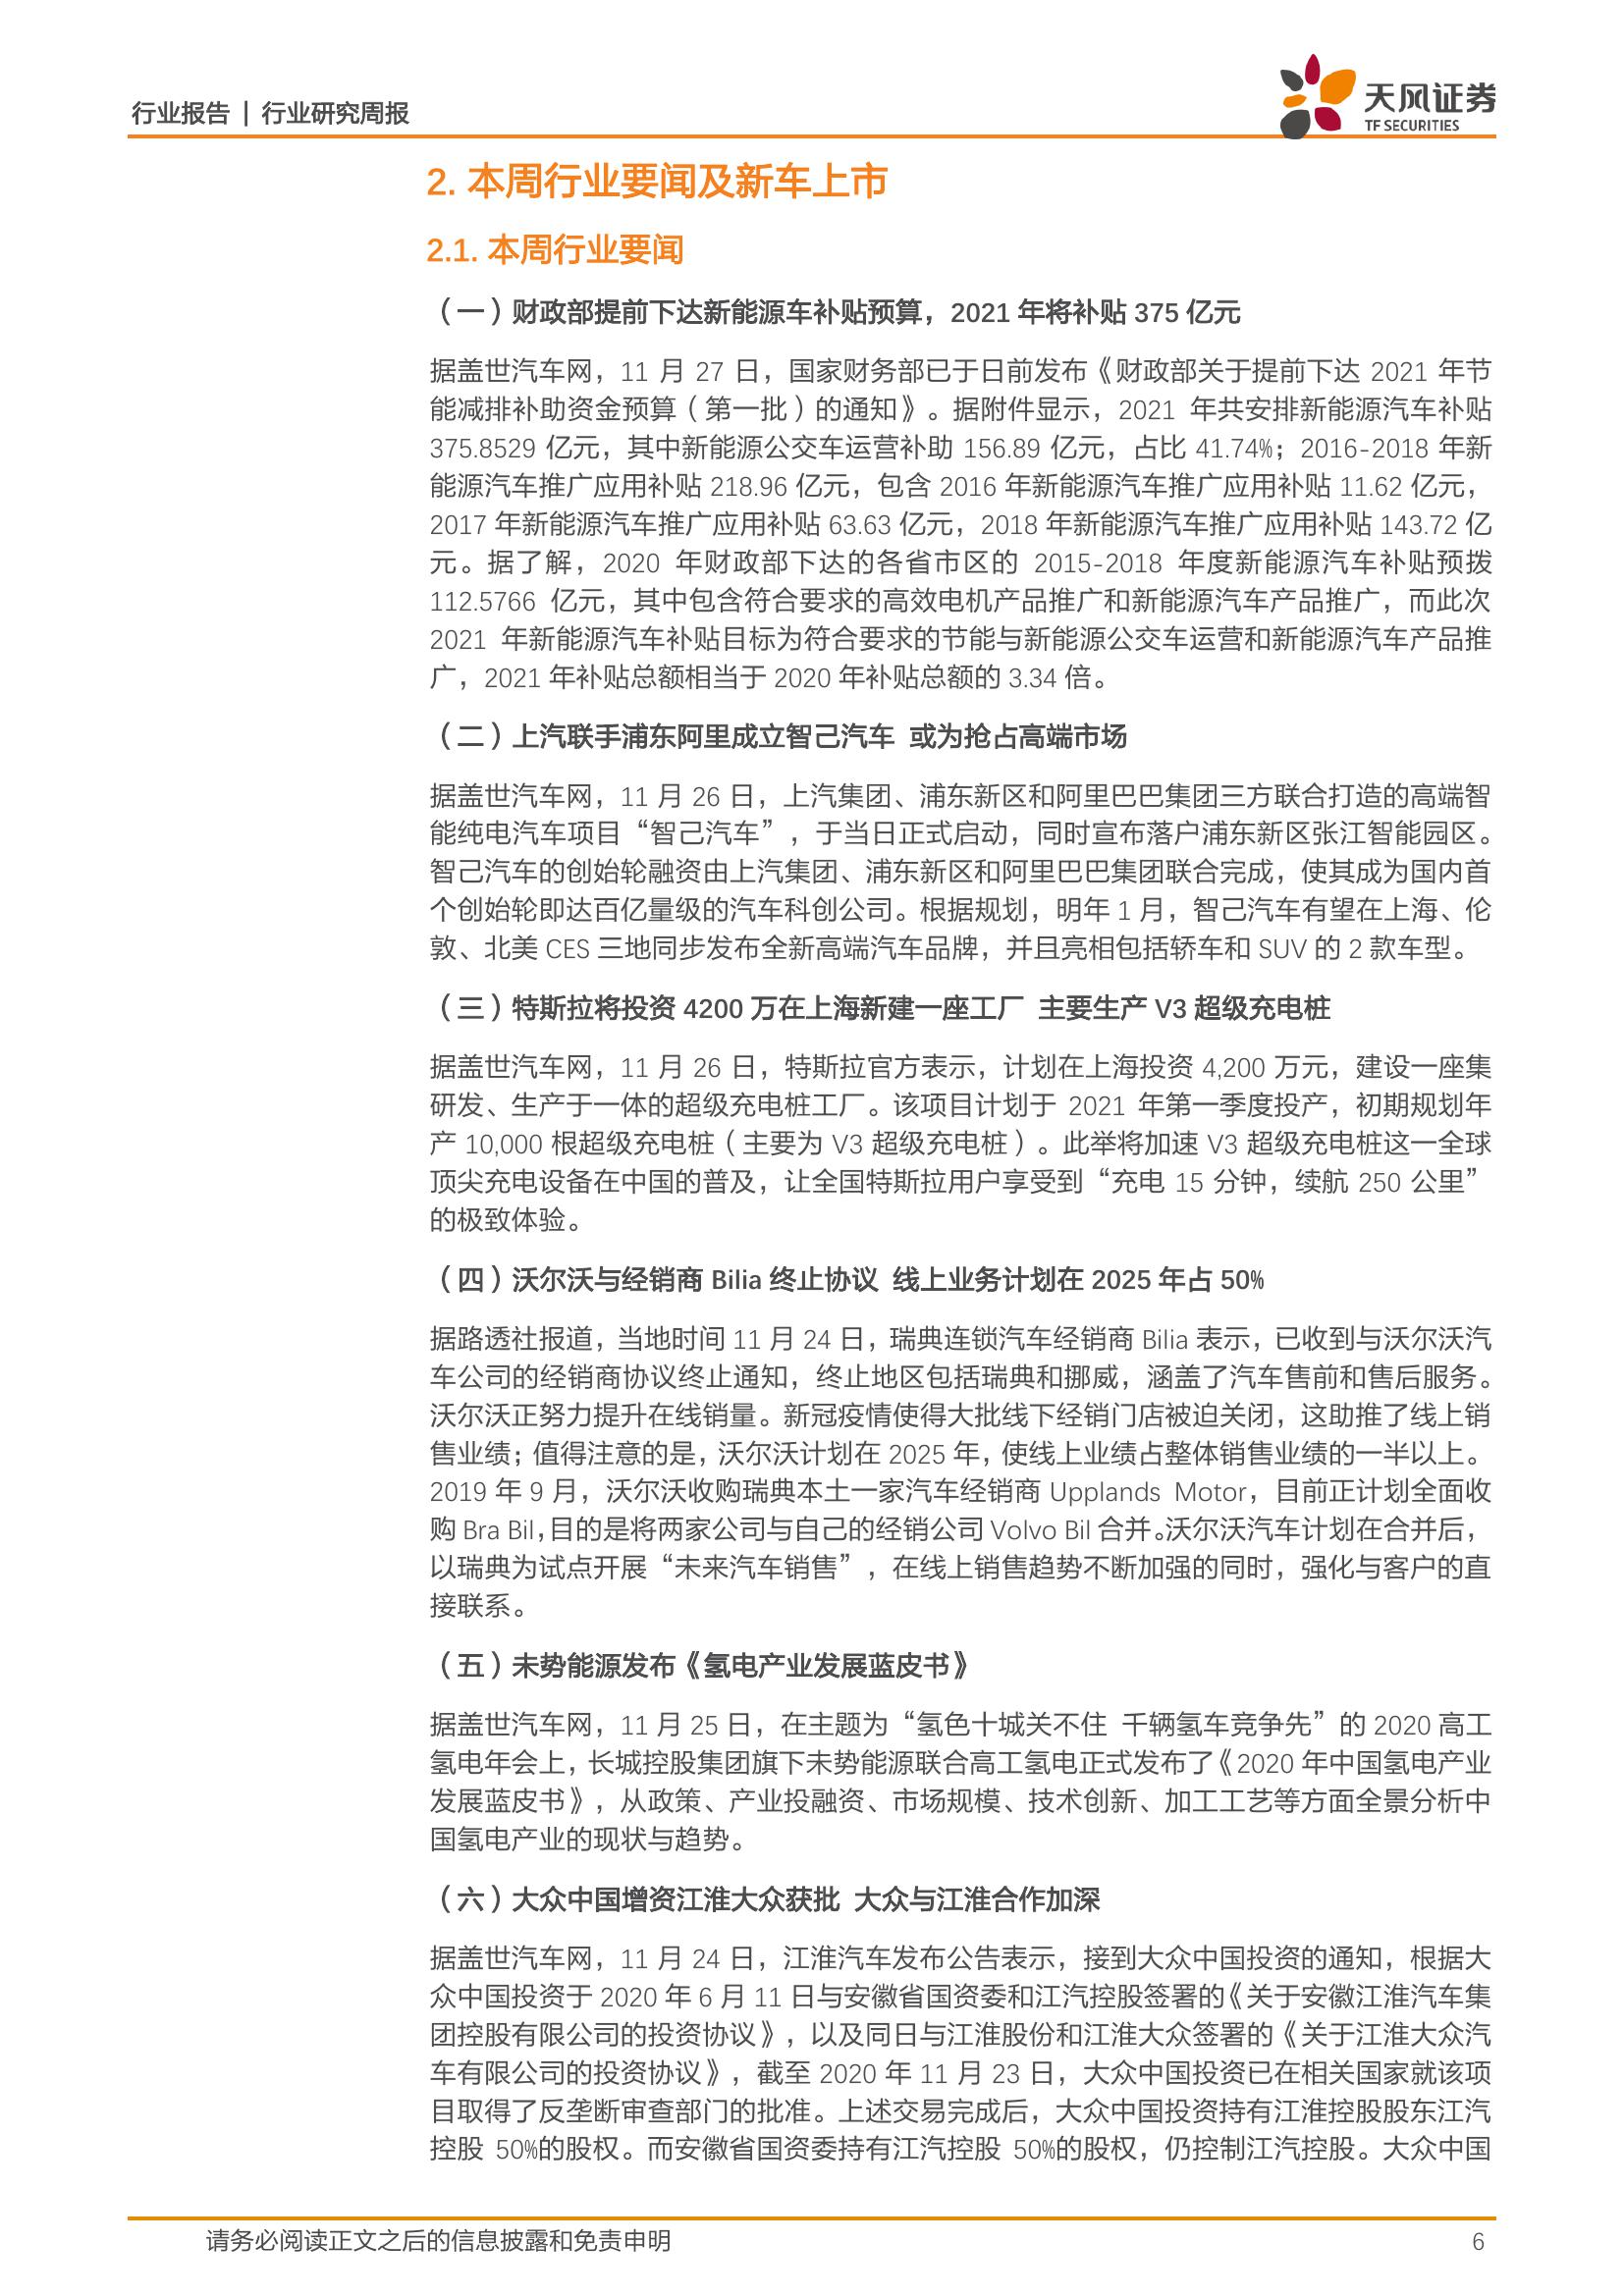 行业报告 | 行业研究周报
天风证券
TF SECURITIES
2. 本周行业要闻及新车上市
2.1. 本周行业要闻
（一）财政部提前下达新能源车补贴预算，2021 年将补贴 375 亿元
据盖世汽车网，11 月 27 日，国家财务部已于日前发布《财政部关于提前下达 2021 年节
能减排补助资金预算（第一批）的通知》。据附件显示，2021 年共安排新能源汽车补贴
375.8529 亿元，其中新能源公交车运营补助 156.89 亿元，占比 41.74%；2016-2018 年新
能源汽车推广应用补贴 218.96 亿元，包含 2016 年新能源汽车推广应用补贴 11.62 亿元，
2017 年新能源汽车推广应用补贴 63.63 亿元，2018 年新能源汽车推广应用补贴 143.72 亿
元。据了解，2020 年财政部下达的各省市区的 2015-2018 年度新能源汽车补贴预拨
112.5766 亿元，其中包含符合要求的高效电机产品推广和新能源汽车产品推广，而此次
2021 年新能源汽车补贴目标为符合要求的节能与新能源公交车运营和新能源汽车产品推
广，2021 年补贴总额相当于 2020 年补贴总额的 3.34 倍。
（二）上汽联手浦东阿里成立智己汽车 或为抢占高端市场
据盖世汽车网，11 月 26 日，上汽集团、浦东新区和阿里巴巴集团三方联合打造的高端智
能纯电汽车项目“智己汽车”，于当日正式启动，同时宣布落户浦东新区张江智能园区。
智己汽车的创始轮融资由上汽集团、浦东新区和阿里巴巴集团联合完成，使其成为国内首
个创始轮即达百亿量级的汽车科创公司。根据规划，明年 1 月，智己汽车有望在上海、伦
敦、北美 CES 三地同步发布全新高端汽车品牌，并且亮相包括轿车和 SUV 的 2 款车型。
（三）特斯拉将投资 4200 万在上海新建一座工厂 主要生产 V3 超级充电桩
据盖世汽车网，11 月 26 日，特斯拉官方表示，计划在上海投资 4,200 万元，建设一座集
研发、生产于一体的超级充电桩工厂。该项目计划于 2021 年第一季度投产，初期规划年
产 10,000 根超级充电桩（主要为 V3 超级充电桩）。此举将加速 V3 超级充电桩这一全球
顶尖充电设备在中国的普及，让全国特斯拉用户享受到“充电 15 分钟，续航 250 公里”
的极致体验。
（四）沃尔沃与经销商 Bilia 终止协议 线上业务计划在 2025 年占 50%
据路透社报道，当地时间 11 月 24 日，瑞典连锁汽车经销商 Bilia 表示，已收到与沃尔沃汽
车公司的经销商协议终止通知，终止地区包括瑞典和挪威，涵盖了汽车售前和售后服务。
沃尔沃正努力提升在线销量。新冠疫情使得大批线下经销门店被迫关闭，这助推了线上销
售业绩；值得注意的是，沃尔沃计划在 2025 年，使线上业绩占整体销售业绩的一半以上。
2019 年 9 月，沃尔沃收购瑞典本土一家汽车经销商 Upplands Motor，目前正计划全面收
购 Bra Bil，目的是将两家公司与自己的经销公司 Volvo Bil 合并。沃尔沃汽车计划在合并后，
以瑞典为试点开展“未来汽车销售”，在线上销售趋势不断加强的同时，强化与客户的直
接联系。
（五）未势能源发布《氢电产业发展蓝皮书》
据盖世汽车网，11 月 25 日，在主题为“氢色十城关不住 千辆氢车竞争先”的 2020 高工
氢电年会上，长城控股集团旗下未势能源联合高工氢电正式发布了《2020 年中国氢电产业
发展蓝皮书》，从政策、产业投融资、市场规模、技术创新、加工工艺等方面全景分析中
国氢电产业的现状与趋势。
（六）大众中国增资江淮大众获批 大众与江淮合作加深
据盖世汽车网，11 月 24 日，江淮汽车发布公告表示，接到大众中国投资的通知，根据大
众中国投资于 2020 年 6 月 11 日与安徽省国资委和江汽控股签署的《关于安徽江淮汽车集
团控股有限公司的投资协议》，以及同日与江淮股份和江淮大众签署的《关于江淮大众汽
车有限公司的投资协议》，截至 2020 年 11 月 23 日，大众中国投资已在相关国家就该项
目取得了反垄断审查部门的批准。上述交易完成后，大众中国投资持有江淮控股股东江汽
控股 50%的股权。而安徽省国资委持有江汽控股 50%的股权，仍控制江汽控股。大众中国
请务必阅读正文之后的信息披露和免责申明
6